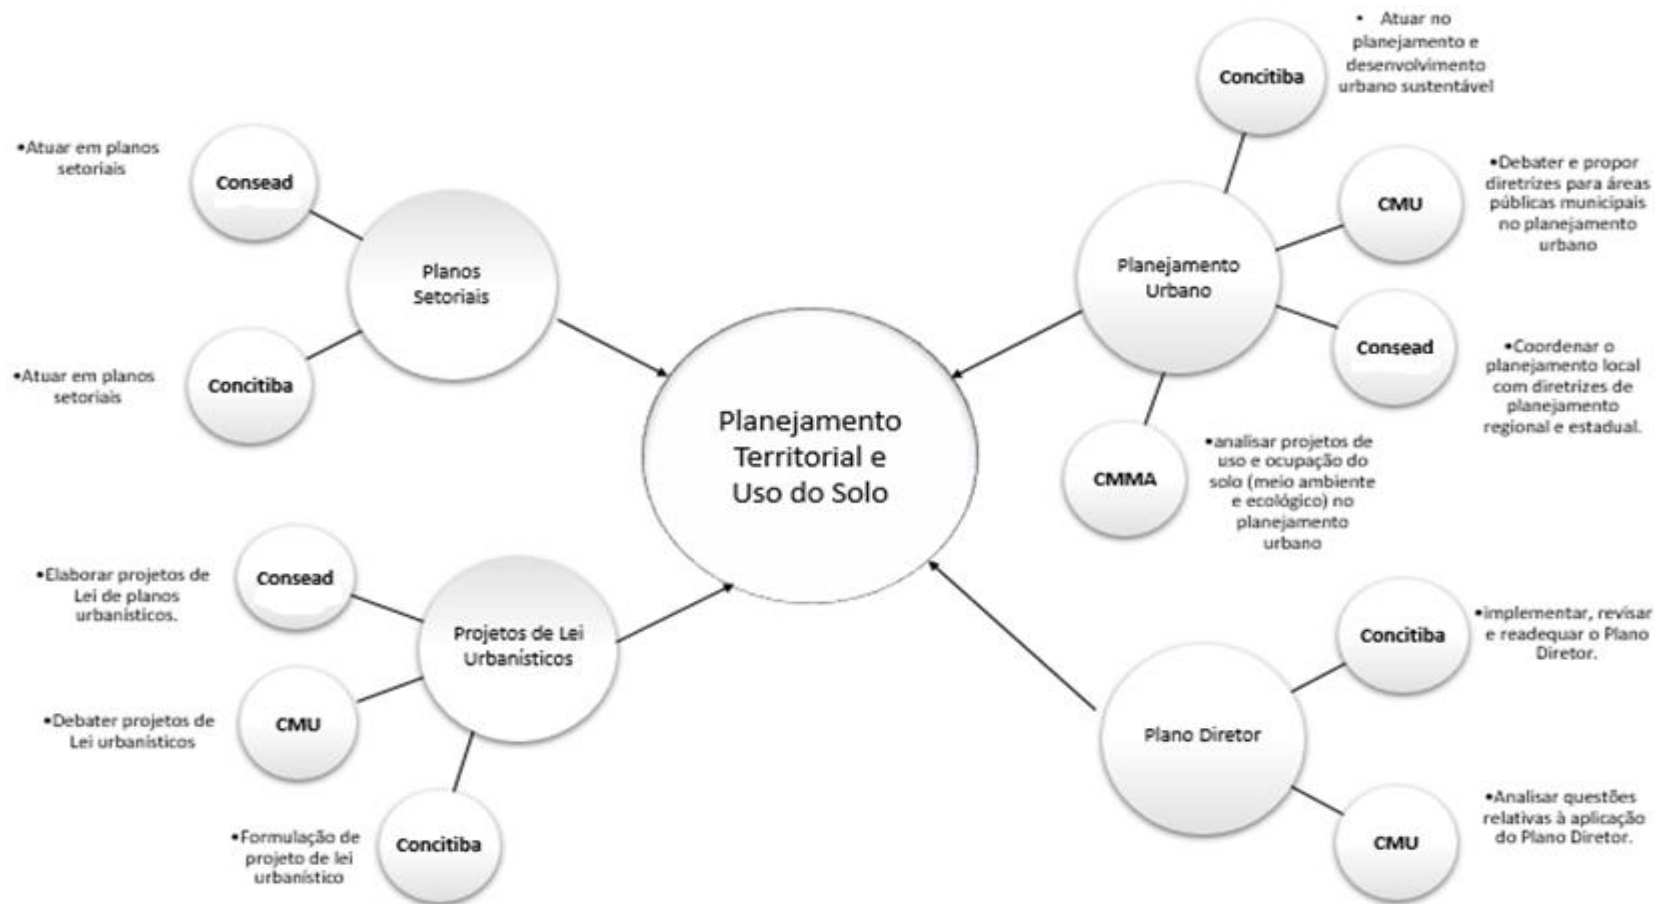 •Atuar em planos
setoriais
Consead
Planos
Setoriais
•Atuar em planos
setoriais
Concitiba
• Atuar no
planejamento e
desenvolvimento
urbano sustentável
Concitiba
•Debater e propor
diretrizes para áreas
públicas municipais
no planejamento
urbano
CMU
Planejamento
Urbano
Consead
•Coordenar o
planejamento local
com diretrizes de
planejamento
regional e estadual.
CMMA
•analisar projetos de
uso e ocupação do
solo (meio ambiente
e ecológico) no
planejamento
urbano
Planejamento
Territorial e
Uso do Solo
•Elaborar projetos de
Lei de planos
urbanísticos.
Consead
Projetos de Lei
Urbanísticos
•Debater projetos de
Lei urbanísticos
CMU
•Formulação de
projeto de lei
urbanístico
Concitiba
Concitiba
•implementar, revisar
e readequar o Plano
Diretor.
Plano Diretor
CMU
•Analisar questões
relativas à aplicação
do Plano Diretor.